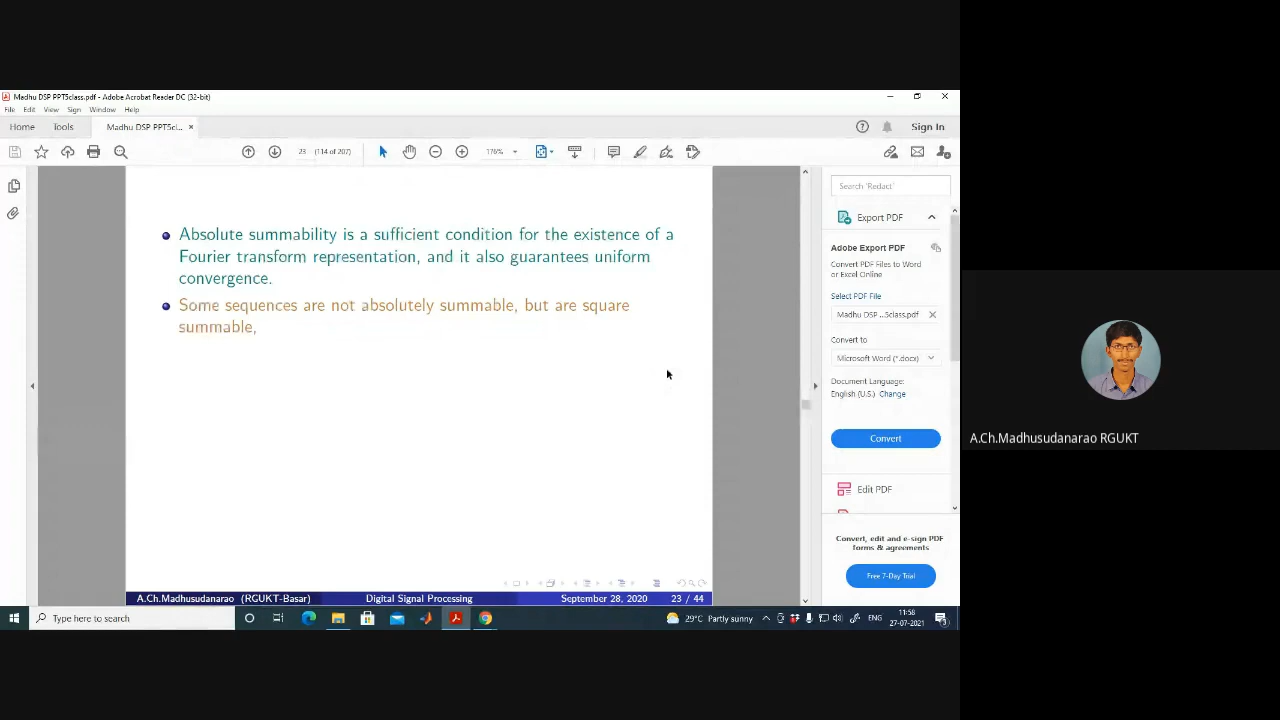 Madhu DSP PPT5class.pdf - Adobe Acrobat Reader DC (32-bit)
File Edit View Sign Window Help
Home Tools Madhu DSP PPT5cl... × Sign In
23 (114 of 207) 176%
Absolute summability is a sufficient condition for the existence of a
Fourier transform representation, and it also guarantees uniform
convergence.
Some sequences are not absolutely summable, but are square
summable,
A.Ch.Madhusudanarao (RGUKT-Basar) Digital Signal Processing September 28, 2020 23 / 44
Search 'Redact'
Export PDF
Adobe Export PDF
Convert PDF Files to Word
or Excel Online
Select PDF File
Madhu DSP ...5class.pdf
Convert to
Microsoft Word (*.docx)
Document Language:
English (U.S.) Change
Convert
Edit PDF
Convert, edit and e-sign PDF
forms & agreements
Free 7-Day Trial
A.Ch.Madhusudanarao RGUKT
Type here to search
29°C Partly sunny
ENG
11:58
27-07-2021